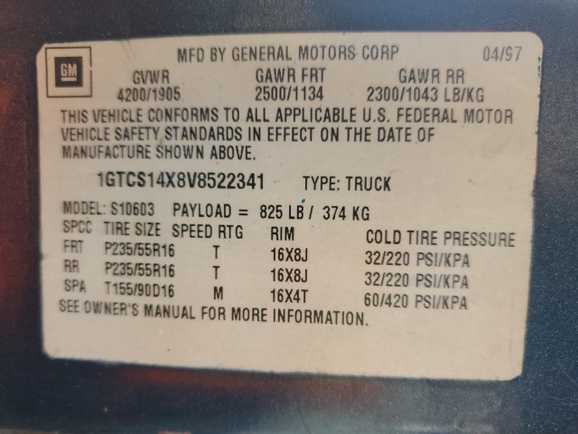 GM
MFD BY GENERAL MOTORS CORP 04/97
GVWR GAWR FRT GAWR RR
4200/1905 2500/1134 2300/1043 LB/KG
THIS VEHICLE CONFORMS TO ALL APPLICABLE U.S. FEDERAL MOTOR
VEHICLE SAFETY STANDARDS IN EFFECT ON THE DATE OF
MANUFACTURE SHOWN ABOVE.
1GTCS14X8V8522341 TYPE: TRUCK
MODEL: S10603 PAYLOAD = 825 LB / 374 KG
SPCC TIRE SIZE SPEED RTG RIM COLD TIRE PRESSURE
FRT P235/55R16 T 16X8J 32/220 PSI/KPA
RR P235/55R16 T 16X8J 32/220 PSI/KPA
SPA T155/90D16 M 16X4T 60/420 PSI/KPA
SEE OWNER'S MANUAL FOR MORE INFORMATION.